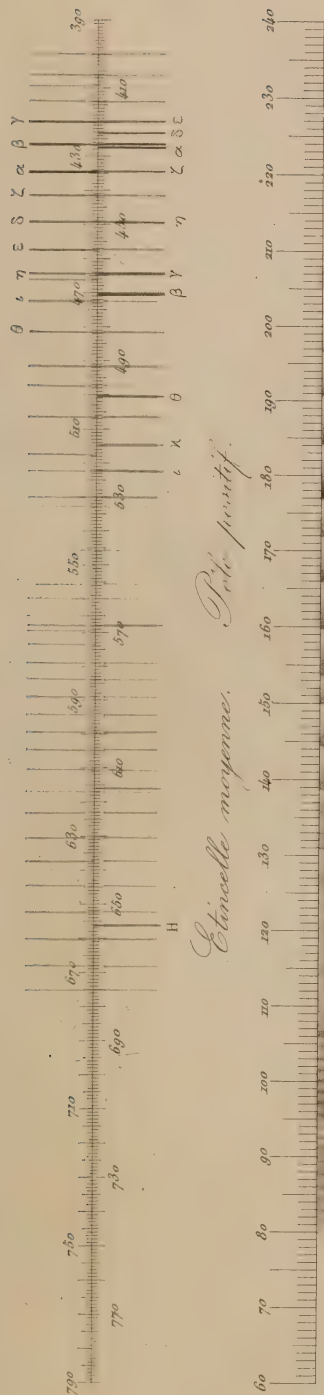 θ ι η ε δ ζ α β γ
790 750 710 670 630 590 550 510 470 430 390
770 730 690 650 610 570 530 490 450 410
H ι κ θ β γ η ζ α δ ε
Etincelle moyenne. Pôle positif.
60 70 80 90 100 110 120 130 140 150 160 170 180 190 200 210 220 230 240